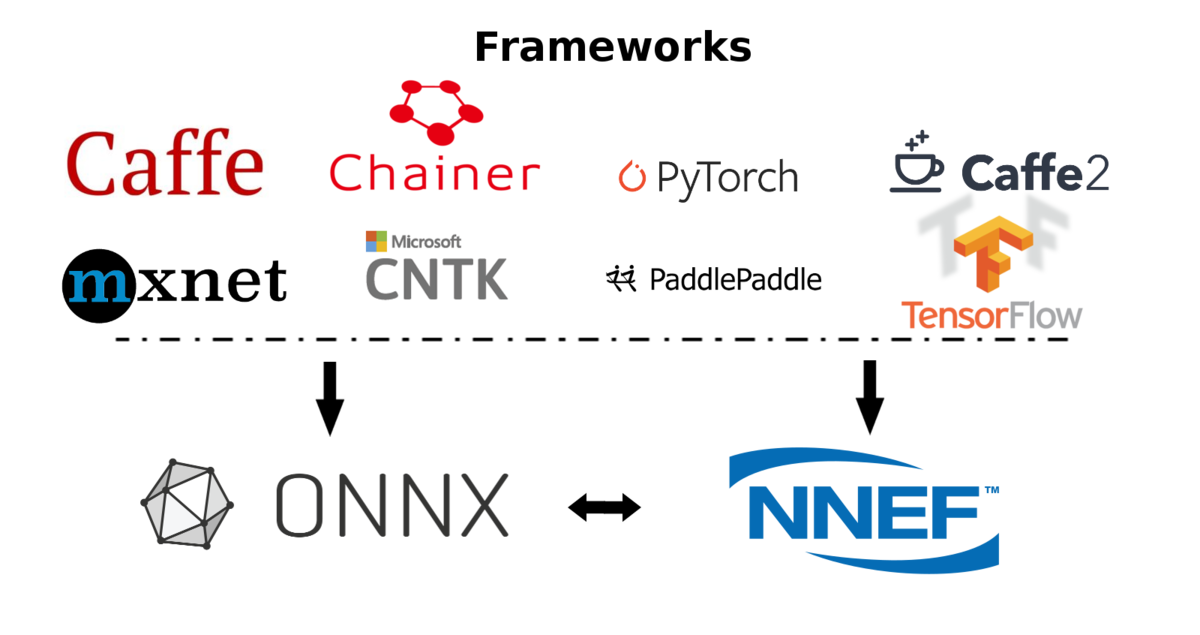 Frameworks
Caffe
Chainer
PyTorch
Caffe2
mxnet
Microsoft
CNTK
PaddlePaddle
TensorFlow
ONNX
NNEF™